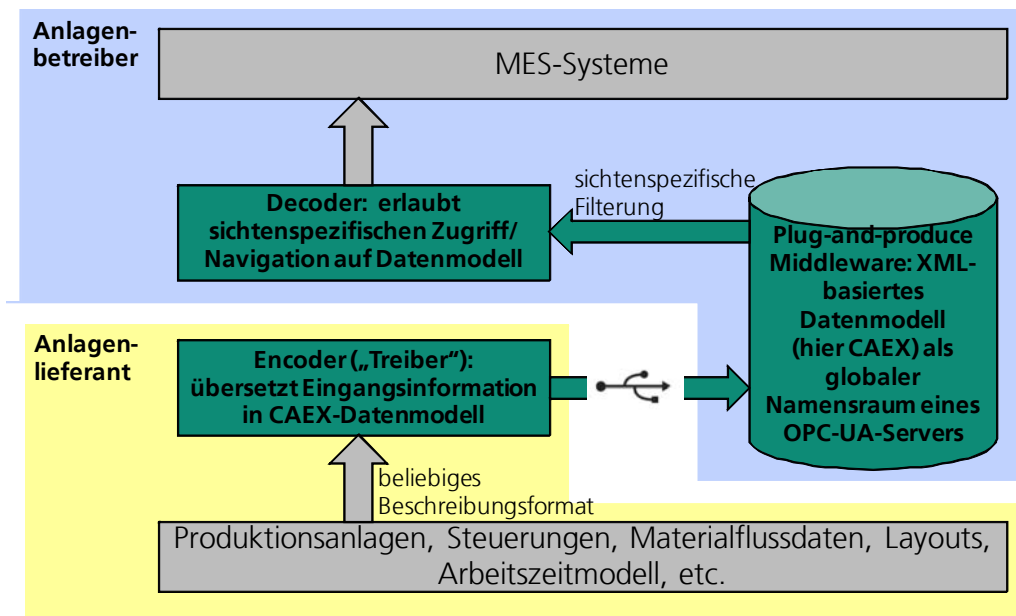 Anlagen-
betreiber
MES-Systeme
sichtenspezifische
Filterung
Decoder: erlaubt
sichtenspezifischen Zugriff/
Navigation auf Datenmodell
Plug-and-produce
Middleware: XML-
basiertes
Datenmodell
(hier CAEX) als
globaler
Namensraum eines
OPC-UA-Servers
Anlagen-
lieferant
Encoder („Treiber“):
übersetzt Eingangsinformation
in CAEX-Datenmodell
beliebiges
Beschreibungsformat
Produktionsanlagen, Steuerungen, Materialflussdaten, Layouts,
Arbeitszeitmodell, etc.